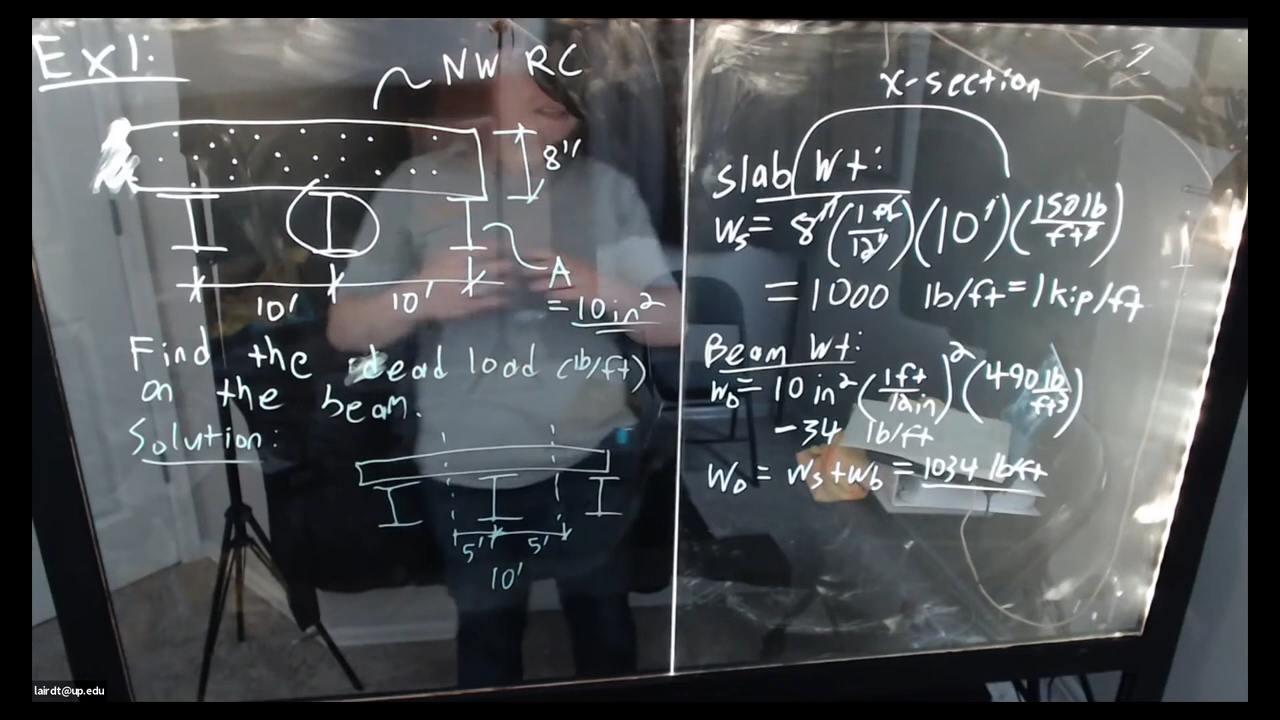 Ex1:
NW RC
8"
A
= 10 in²
10' 10'
Find the dead load (lb/ft)
on the beam.
Solution:
5' 5'
10'
x-section
Slab Wt:
Ws = 8" (1 ft/12") (10') (150 lb/ft³)
= 1000 lb/ft = 1 kip/ft
Beam Wt:
wD = 10 in² (1 ft/12 in)² (490 lb/ft³)
- 34 lb/ft
WD = Ws + Wb = 1034 lb/ft
lairdt@up.edu